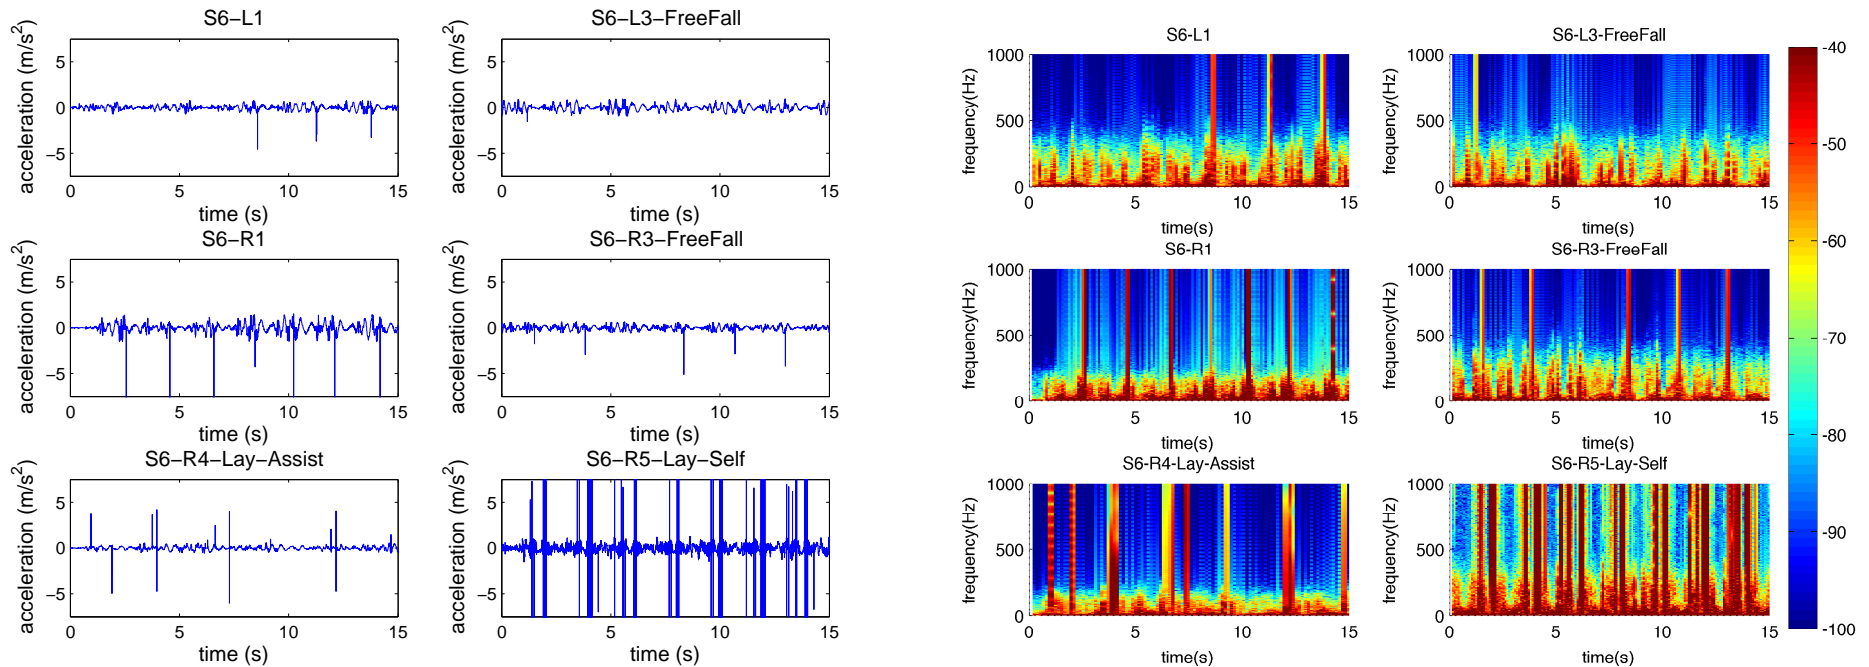 S6−L1
acceleration (m/s²)
5
0
−5
0 5 10 15
time (s)
S6−L3−FreeFall
acceleration (m/s²)
5
0
−5
0 5 10 15
time (s)
S6−R1
acceleration (m/s²)
5
0
−5
0 5 10 15
time (s)
S6−R3−FreeFall
acceleration (m/s²)
5
0
−5
0 5 10 15
time (s)
S6−R4−Lay−Assist
acceleration (m/s²)
5
0
−5
0 5 10 15
time (s)
S6−R5−Lay−Self
acceleration (m/s²)
5
0
−5
0 5 10 15
time (s)
S6-L1
frequency(Hz)
1000
500
0
0 5 10 15
time(s)
S6-L3-FreeFall
frequency(Hz)
1000
500
0
0 5 10 15
time(s)
S6-R1
frequency(Hz)
1000
500
0
0 5 10 15
time(s)
S6-R3-FreeFall
frequency(Hz)
1000
500
0
0 5 10 15
time(s)
S6-R4-Lay-Assist
frequency(Hz)
1000
500
0
0 5 10 15
time(s)
S6-R5-Lay-Self
frequency(Hz)
1000
500
0
0 5 10 15
time(s)
-40
-50
-60
-70
-80
-90
-100